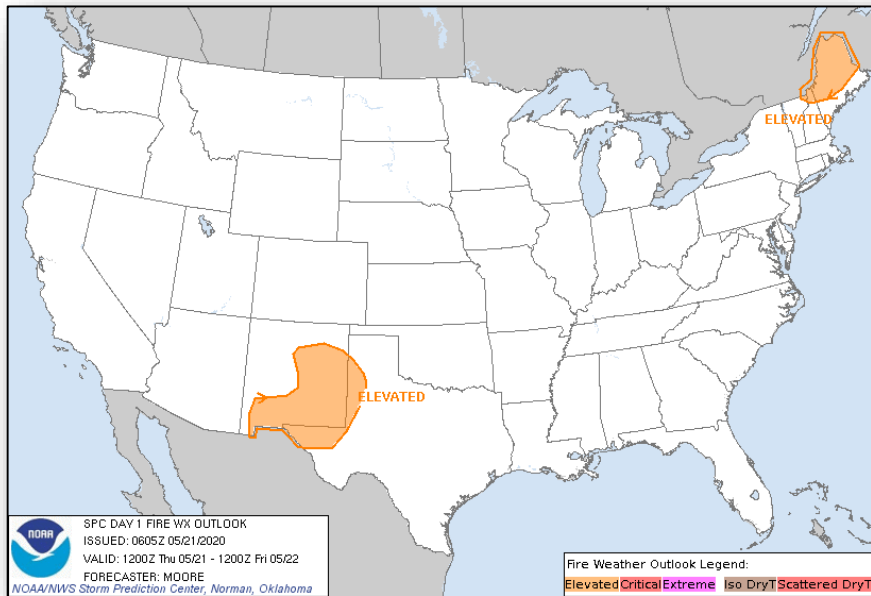 ELEVATED
ELEVATED
NOAA
SPC DAY 1 FIRE WX OUTLOOK
ISSUED: 0605Z 05/21/2020
VALID: 1200Z Thu 05/21 - 1200Z Fri 05/22
FORECASTER: MOORE
NOAA/NWS Storm Prediction Center, Norman, Oklahoma
Fire Weather Outlook Legend:
Elevated Critical Extreme Iso DryT Scattered DryT